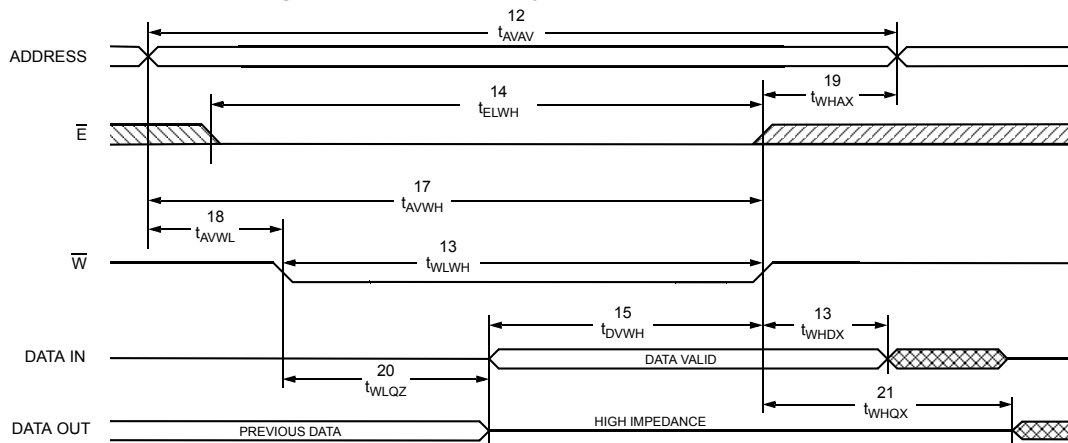 12
tAVAV
ADDRESS
19
tWHAX
14
tELWH
E
17
tAVWH
18
tAVWL
13
tWLWH
W
15
tDVWH
13
tWHDX
DATA IN
DATA VALID
20
tWLQZ
21
tWHQX
DATA OUT
PREVIOUS DATA
HIGH IMPEDANCE